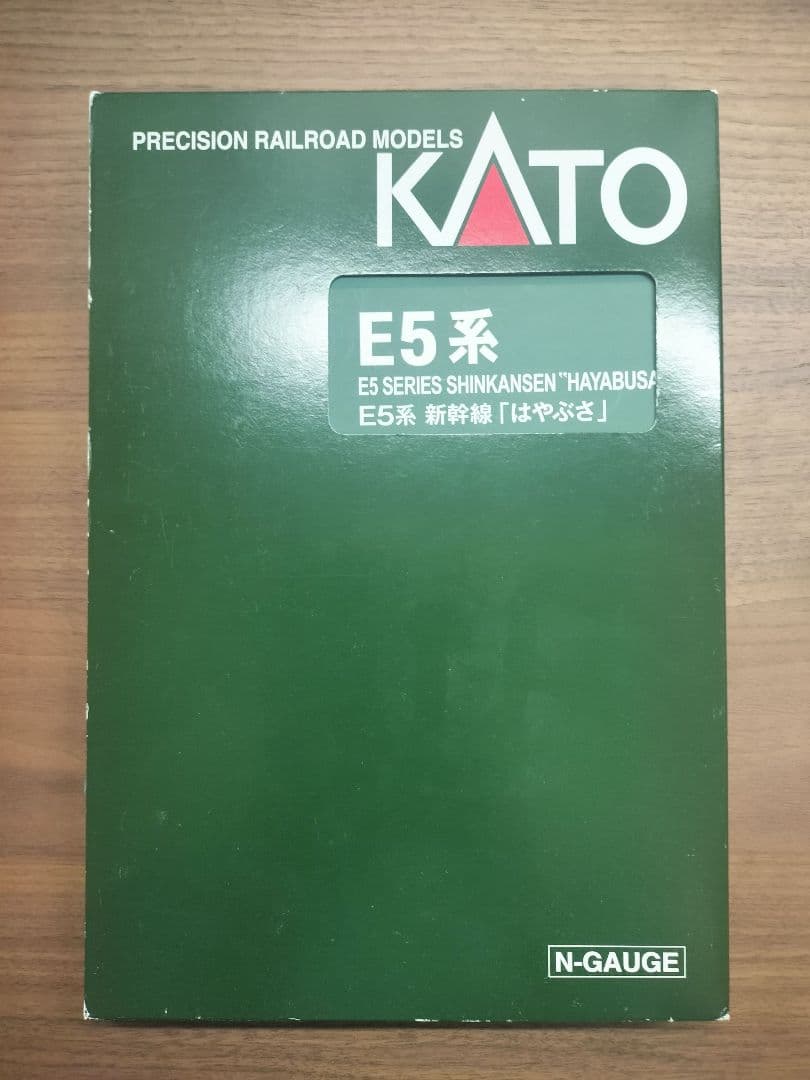 PRECISION RAILROAD MODELS
KATO
E5系
E5 SERIES SHINKANSEN "HAYABUSA
E5系 新幹線「はやぶさ」
N-GAUGE